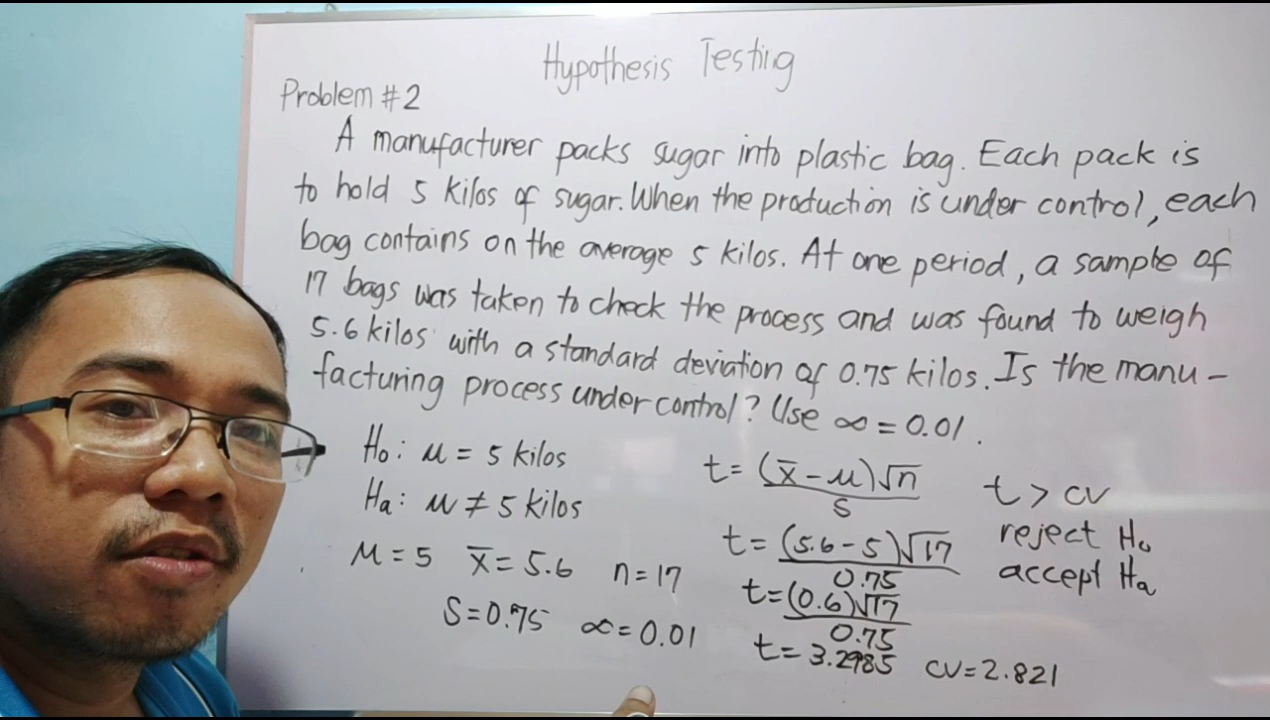 Hypothesis Testing
Problem #2
A manufacturer packs sugar into plastic bag. Each pack is
to hold 5 kilos of sugar. When the production is under control, each
bag contains on the average 5 kilos. At one period, a sample of
17 bags was taken to check the process and was found to weigh
5.6 kilos with a standard deviation of 0.75 kilos. Is the manu-
facturing process under control? Use ∝ = 0.01.
H₀: μ = 5 kilos
Hₐ: μ ≠ 5 kilos
μ = 5 x̄ = 5.6 n = 17
S = 0.75 ∝ = 0.01
t = (x̄ - μ)√n / s
t = (5.6 - 5)√17 / 0.75
t = (0.6)√17 / 0.75
t = 3.2985 cv = 2.821
t > cv
reject H₀
accept Hₐ